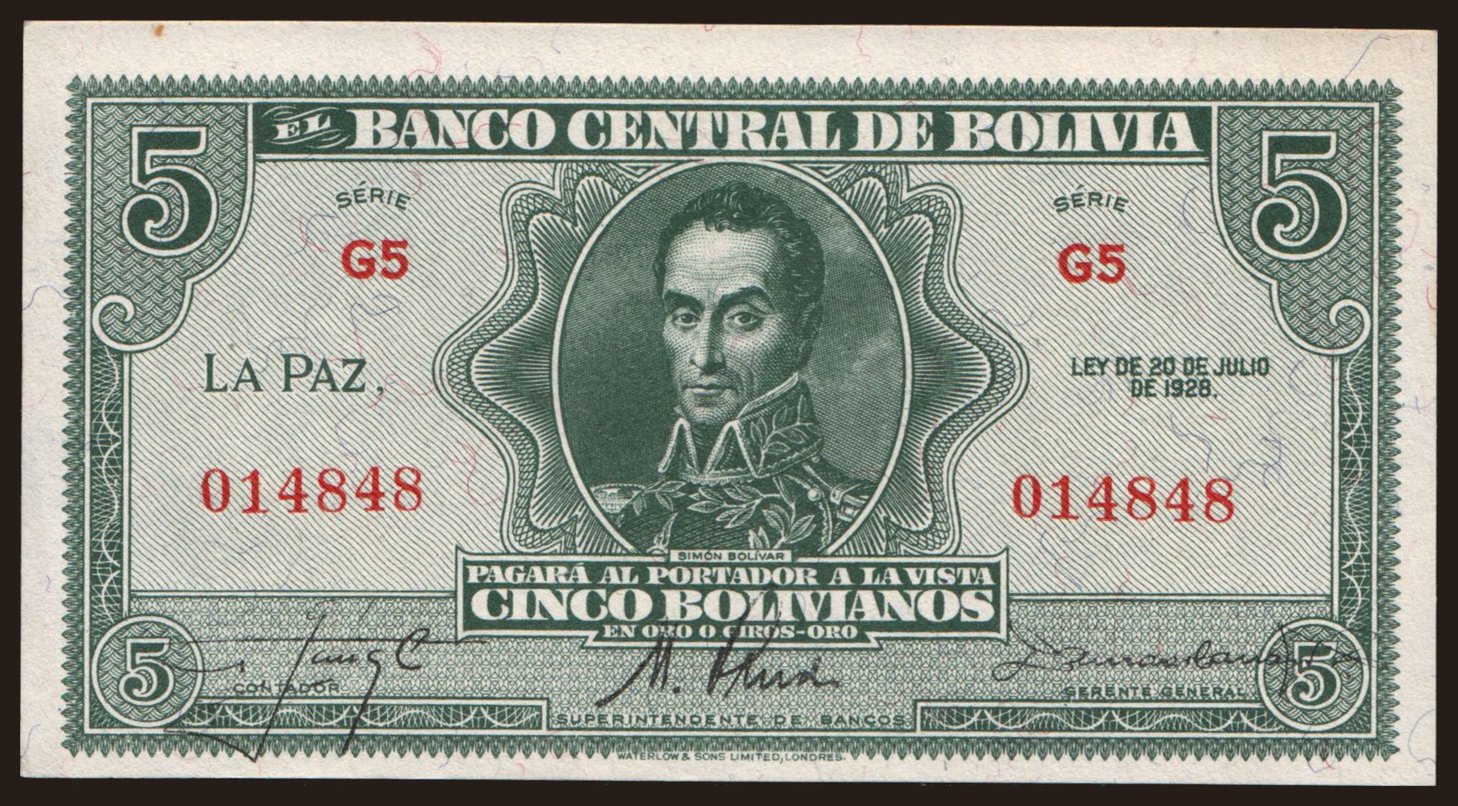 5 EL BANCO CENTRAL DE BOLIVIA 5
SÉRIE SÉRIE
G5 G5
LA PAZ, LEY DE 20 DE JULIO
DE 1928.
014848 014848
SIMÓN BOLÍVAR
PAGARÁ AL PORTADOR A LA VISTA
CINCO BOLIVIANOS
EN ORO O GIROS-ORO
5 5
CONTADOR GERENTE GENERAL
SUPERINTENDENTE DE BANCOS
WATERLOW & SONS LIMITED, LONDRES.